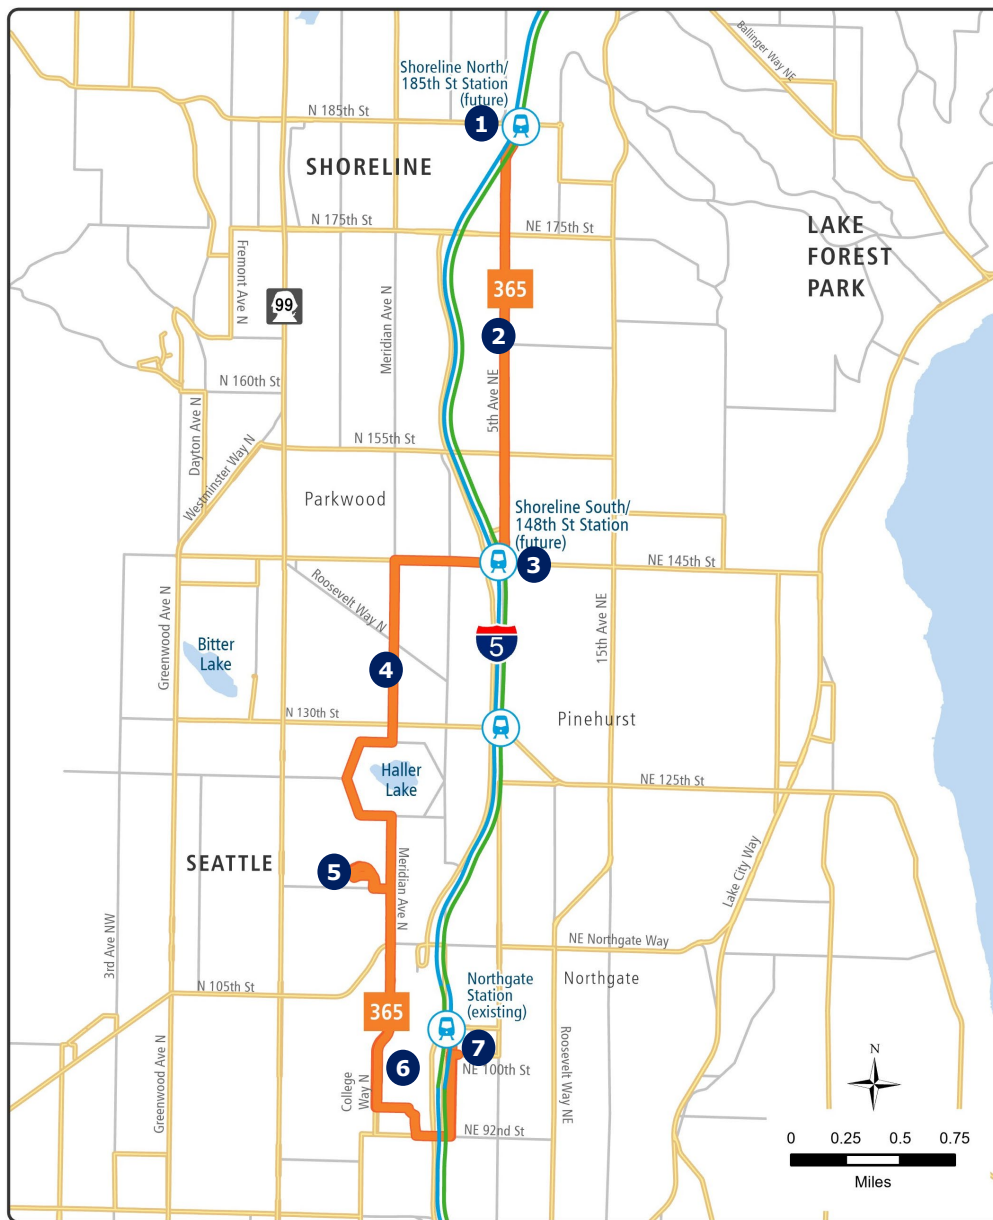 Ballinger Way NE
Shoreline North/
185th St Station
(future)
1
N 185th St
SHORELINE
N 175th St
NE 175th St
LAKE
FOREST
PARK
Fremont Ave N
99
Meridian Ave N
365
2
N 160th St
5th Ave NE
Dayton Ave N
Westminster Way N
N 155th St
Parkwood
Shoreline South/
148th St Station
(future)
3
NE 145th St
Roosevelt Way N
Greenwood Ave N
15th Ave NE
5
Bitter
Lake
4
N 130th St
Pinehurst
Haller
Lake
NE 125th St
SEATTLE
5
Meridian Ave N
Lake City Way
3rd Ave NW
NE Northgate Way
Northgate
Northgate
Station
(existing)
N 105th St
365
7
6
NE 100th St
Greenwood Ave N
College
Way N
Roosevelt Way NE
NE 92nd St
N
0 0.25 0.5 0.75
Miles